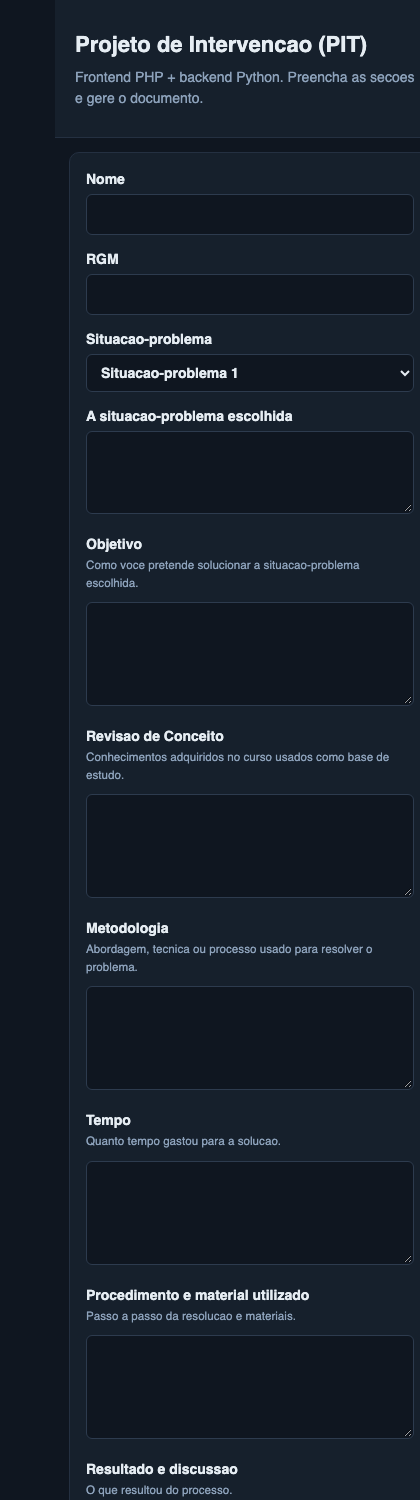 Projeto de Intervencao (PIT)
Frontend PHP + backend Python. Preencha as secoes
e gere o documento.
Nome
RGM
Situacao-problema
Situacao-problema 1
A situacao-problema escolhida
Objetivo
Como voce pretende solucionar a situacao-problema
escolhida.
Revisao de Conceito
Conhecimentos adquiridos no curso usados como base de
estudo.
Metodologia
Abordagem, tecnica ou processo usado para resolver o
problema.
Tempo
Quanto tempo gastou para a solucao.
Procedimento e material utilizado
Passo a passo da resolucao e materiais.
Resultado e discussao
O que resultou do processo.